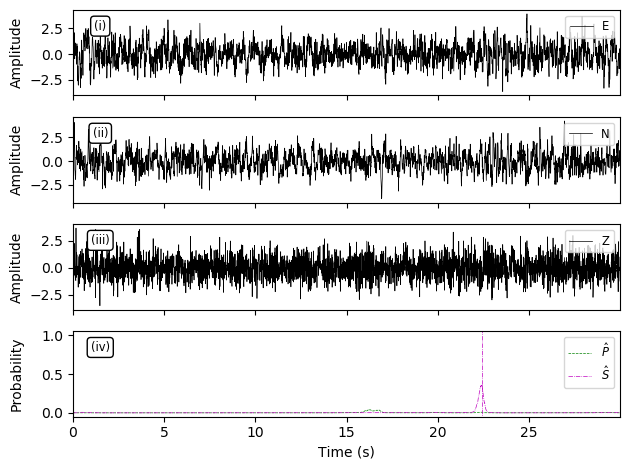 Amplitude
2.5
0.0
−2.5
(i)
E
Amplitude
2.5
0.0
−2.5
(ii)
N
Amplitude
2.5
0.0
−2.5
(iii)
Z
Probability
1.0
0.5
0.0
(iv)
P̂
Ŝ
0 5 10 15 20 25
Time (s)